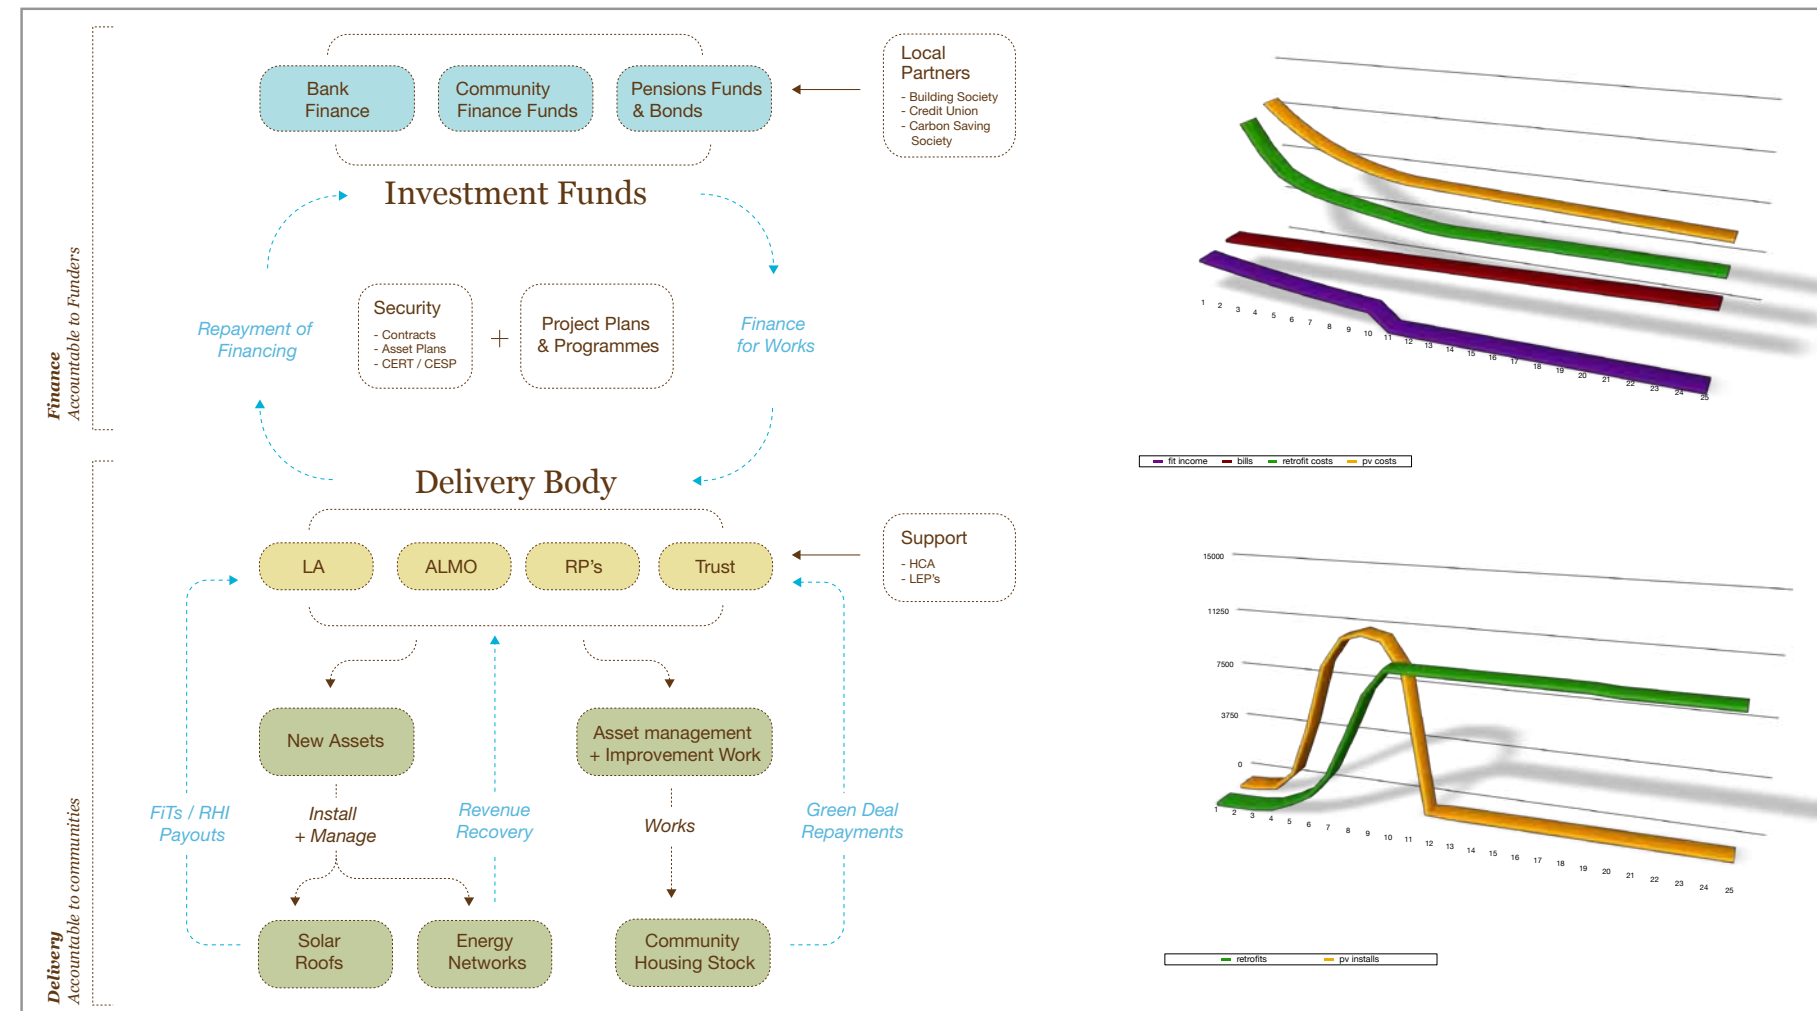 Finance
Accountable to Funders
Bank
Finance
Community
Finance Funds
Pensions Funds
& Bonds
Local
Partners
- Building Society
- Credit Union
- Carbon Saving
Society
Investment Funds
Repayment of
Financing
Security
- Contracts
- Asset Plans
- CERT / CESP
+
Project Plans
& Programmes
Finance
for Works
Delivery
Accountable to communities
Delivery Body
LA
ALMO
RP's
Trust
Support
- HCA
- LEP's
New Assets
Asset management
+ Improvement Work
FiTs / RHI
Payouts
Install
+ Manage
Revenue
Recovery
Works
Green Deal
Repayments
Solar
Roofs
Energy
Networks
Community
Housing Stock
1 2 3 4 5 6 7 8 9 10 11 12 13 14 15 16 17 18 19 20 21 22 23 24 25
fit income bills retrofit costs pv costs
15000
11250
7500
3750
0
1 2 3 4 5 6 7 8 9 10 11 12 13 14 15 16 17 18 19 20 21 22 23 24 25
retrofits pv installs